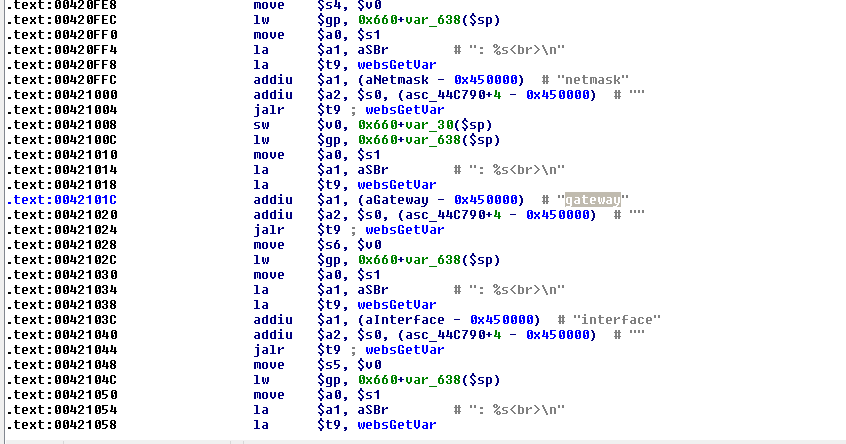 .text:00420FE8 move $s4, $v0
.text:00420FEC lw $gp, 0x660+var_638($sp)
.text:00420FF0 move $a0, $s1
.text:00420FF4 la $a1, aSBr # ": %s<br>\n"
.text:00420FF8 la $t9, websGetVar
.text:00420FFC addiu $a1, (aNetmask - 0x450000) # "netmask"
.text:00421000 addiu $a2, $s0, (asc_44C790+4 - 0x450000) # ""
.text:00421004 jalr $t9 ; websGetVar
.text:00421008 sw $v0, 0x660+var_30($sp)
.text:0042100C lw $gp, 0x660+var_638($sp)
.text:00421010 move $a0, $s1
.text:00421014 la $a1, aSBr # ": %s<br>\n"
.text:00421018 la $t9, websGetVar
.text:0042101C addiu $a1, (aGateway - 0x450000) # "gateway"
.text:00421020 addiu $a2, $s0, (asc_44C790+4 - 0x450000) # ""
.text:00421024 jalr $t9 ; websGetVar
.text:00421028 move $s6, $v0
.text:0042102C lw $gp, 0x660+var_638($sp)
.text:00421030 move $a0, $s1
.text:00421034 la $a1, aSBr # ": %s<br>\n"
.text:00421038 la $t9, websGetVar
.text:0042103C addiu $a1, (aInterface - 0x450000) # "interface"
.text:00421040 addiu $a2, $s0, (asc_44C790+4 - 0x450000) # ""
.text:00421044 jalr $t9 ; websGetVar
.text:00421048 move $s5, $v0
.text:0042104C lw $gp, 0x660+var_638($sp)
.text:00421050 move $a0, $s1
.text:00421054 la $a1, aSBr # ": %s<br>\n"
.text:00421058 la $t9, websGetVar